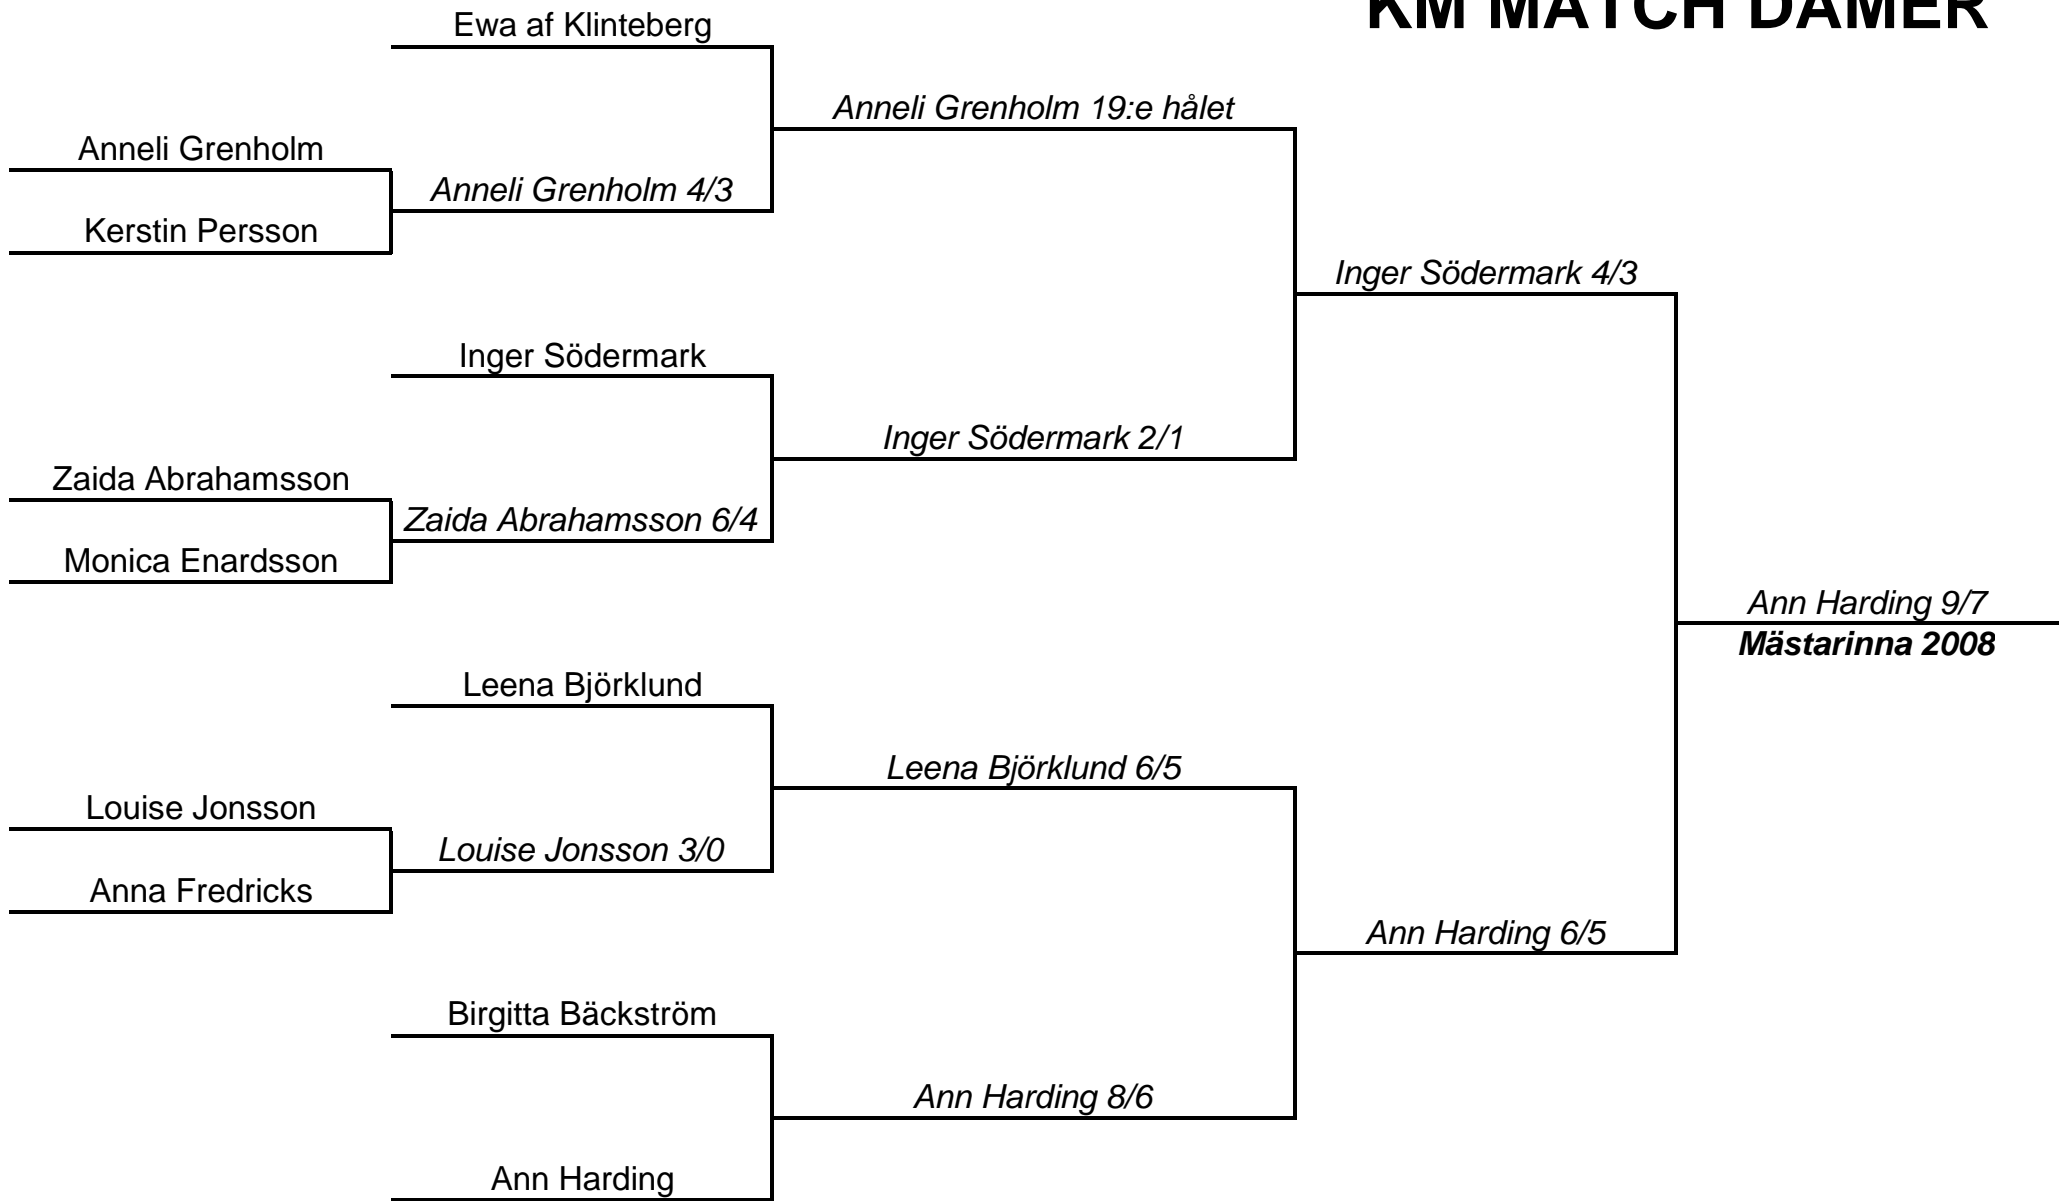 KM MATCH DAMER
Ewa af Klinteberg
Anneli Grenholm 19:e hålet
Anneli Grenholm
Anneli Grenholm 4/3
Kerstin Persson
Inger Södermark 4/3
Inger Södermark
Inger Södermark 2/1
Zaida Abrahamsson
Zaida Abrahamsson 6/4
Monica Enardsson
Ann Harding 9/7
Mästarinna 2008
Leena Björklund
Leena Björklund 6/5
Louise Jonsson
Louise Jonsson 3/0
Anna Fredricks
Ann Harding 6/5
Birgitta Bäckström
Ann Harding 8/6
Ann Harding